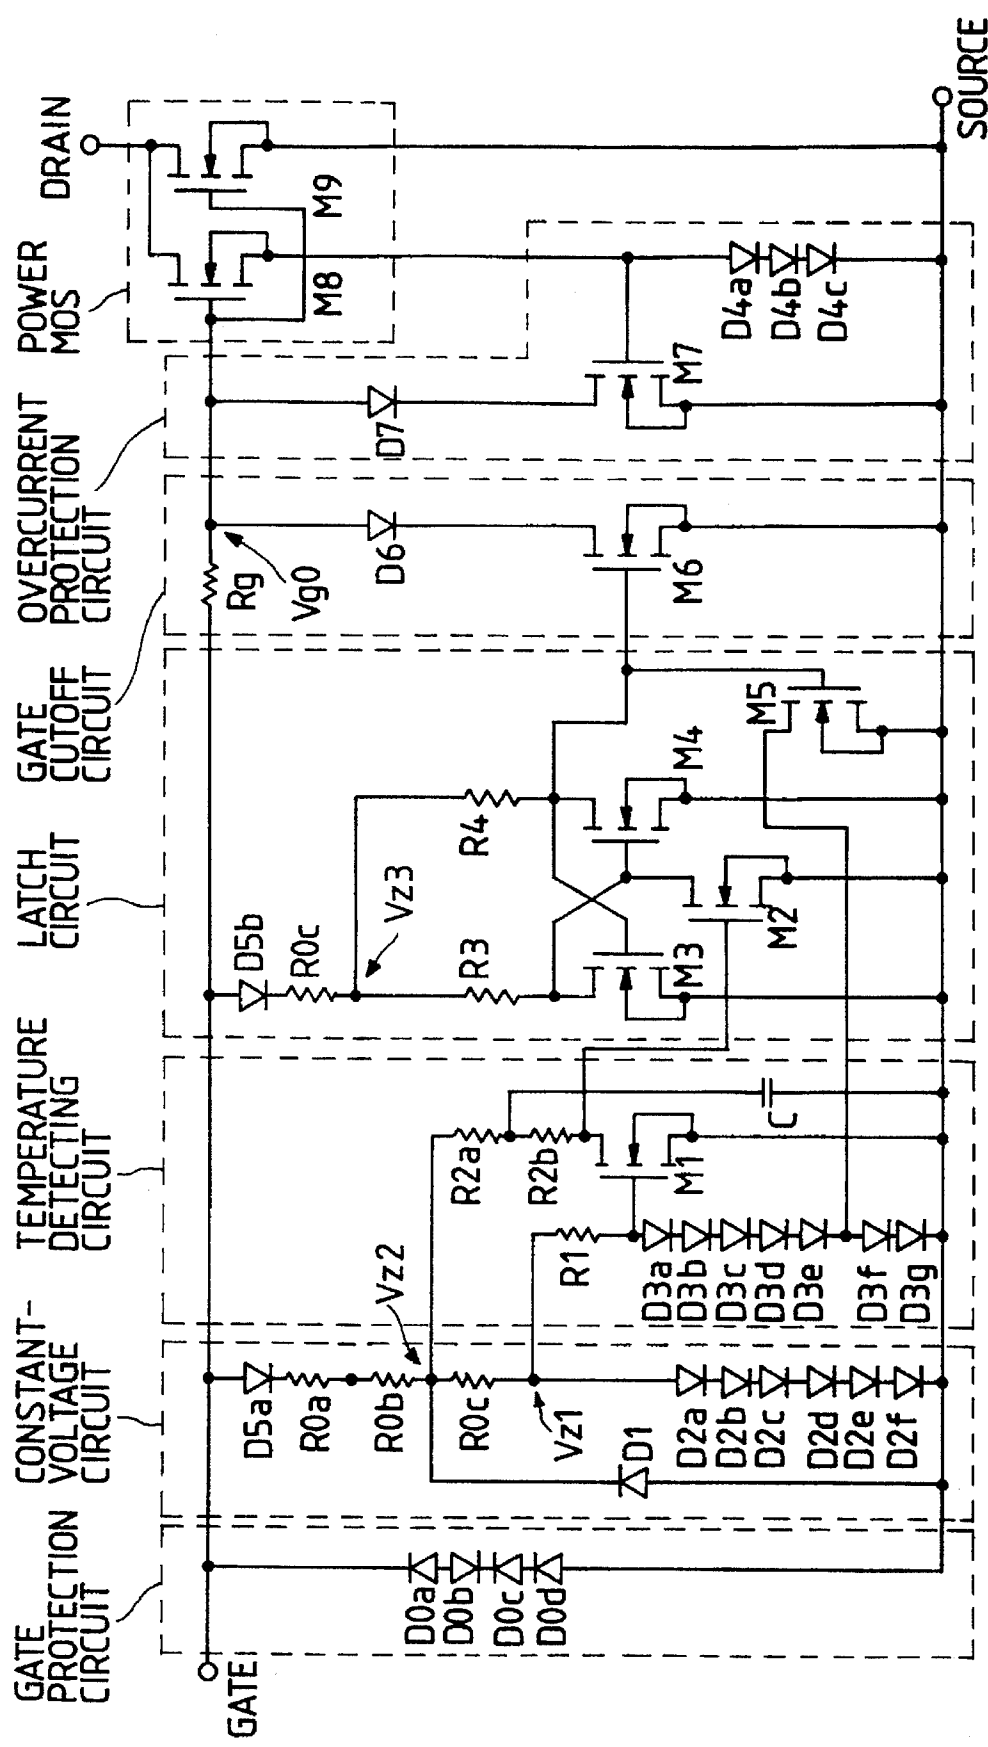 GATE
PROTECTION
CIRCUIT
CONSTANT-
VOLTAGE
CIRCUIT
TEMPERATURE
DETECTING
CIRCUIT
LATCH
CIRCUIT
GATE
CUTOFF
CIRCUIT
OVERCURRENT
PROTECTION
CIRCUIT
POWER
MOS
DRAIN
GATE
D0a
D0b
D0c
D0d
D5a
R0a
R0b
R0c
Vz2
Vz1
D1
D2a
D2b
D2c
D2d
D2e
D2f
R1
R2a
R2b
M1
C
D3a
D3b
D3c
D3d
D3e
D3f
D3g
D5b
R0c
Vz3
R3
R4
M3
M2
M4
M5
Rg
Vg0
D6
M6
D7
M7
D4a
D4b
D4c
M8
M9
SOURCE